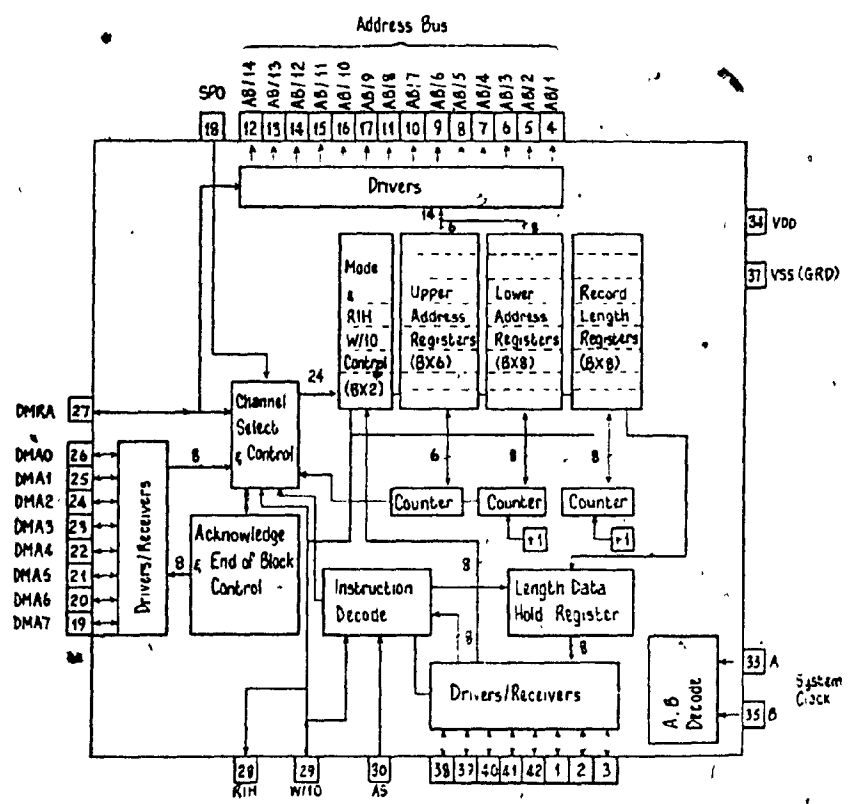 Address Bus
SPO
AB/14
AB/13
AB/12
AB/11
AB/10
AB/9
AB/8
AB/7
AB/6
AB/5
AB/4
AB/3
AB/2
AB/1
18
12
13
14
15
16
17
11
10
9
8
7
6
5
4
Drivers
14
6
8
Mode
&
R1H
W/10
Control
(8X2)
Upper
Address
Registers
(8X6)
Lower
Address
Registers
(8X8)
Record
Length
Registers
(8X8)
VDD
37 VSS (GRD)
24
Channel
Select
& Control
DMRA 27
DMA0 26
DMA1 25
DMA2 24
DMA3 23
DMA4 22
DMA5 21
DMA6 20
DMA7 19
Drivers/Receivers
8
8
6
8
8
Counter
Counter
Counter
+1
+1
Acknowledge
& End of Block
Control
Instruction
Decode
8
Length Data
Hold Register
8
8
Drivers/Receivers
A, B
Decode
33 A
35 B
System
Clock
28
29
30
38
39
40
41
42
1
2
3
R1H
W/10
AS